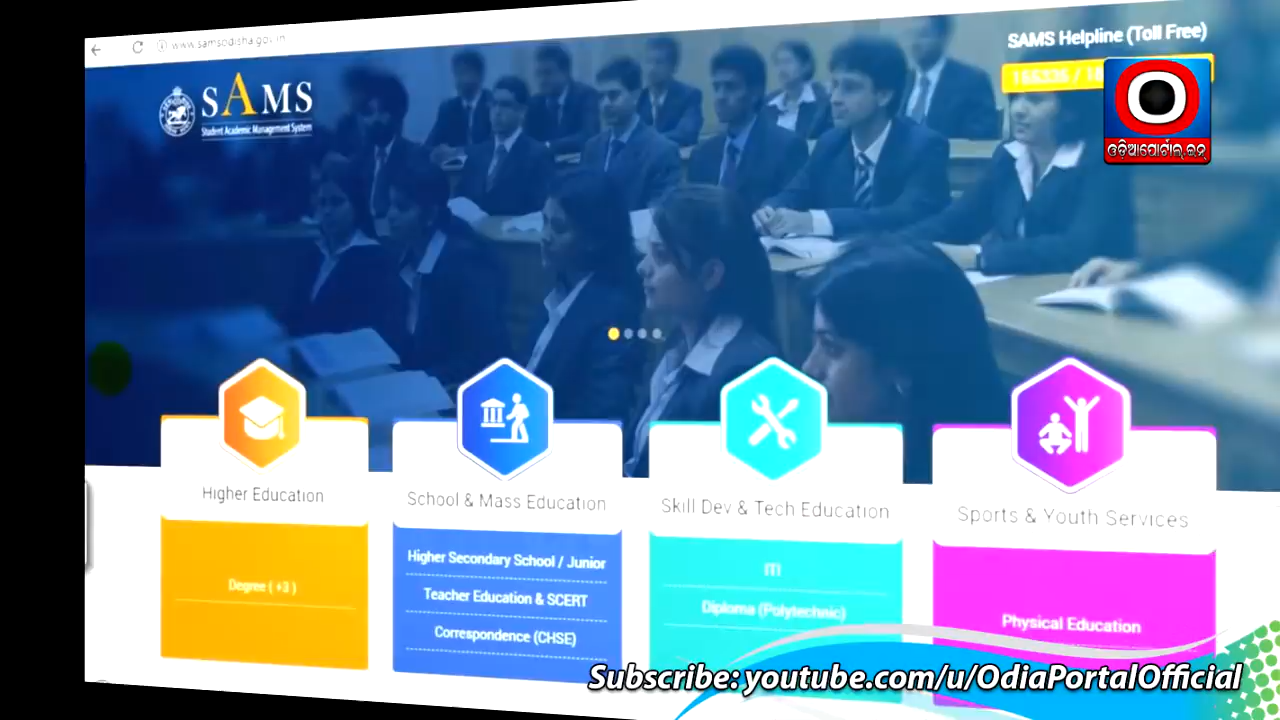 www.samsodisha.gov.in
SAMS Helpline (Toll Free)
155335 /
SAMS
Student Academic Management System
ଓଡ଼ିଆପୋର୍ଟାଲ୍.ଇନ୍
Higher Education
School & Mass Education
Skill Dev & Tech Education
Sports & Youth Services
Degree ( +3 )
Higher Secondary School / Junior
Teacher Education & SCERT
Correspondence (CHSE)
ITI
Diploma (Polytechnic)
Physical Education
Subscribe: youtube.com/u/OdiaPortalOfficial